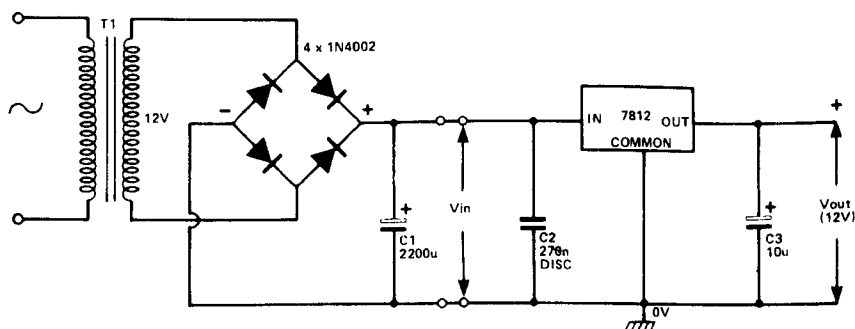 T1
4 x 1N4002
12V
-
+
IN 7812 OUT
COMMON
+
+
C1
2200u
Vin
C2
270n
DISC
+
C3
10u
Vout
(12V)
0V